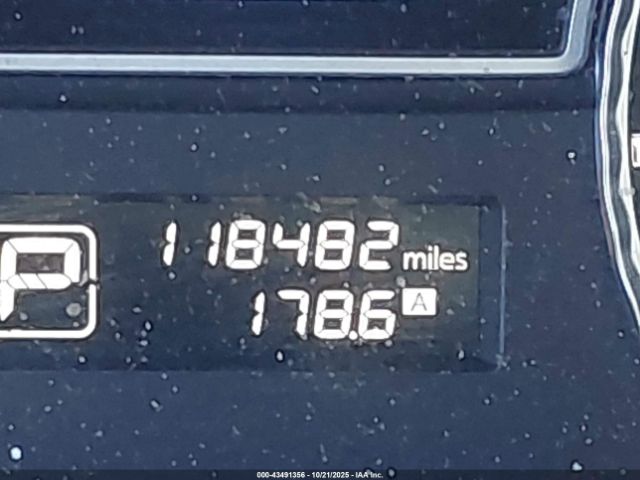 P
118482 miles
178.6 A
000-43491356 - 10/21/2025 - IAA Inc.